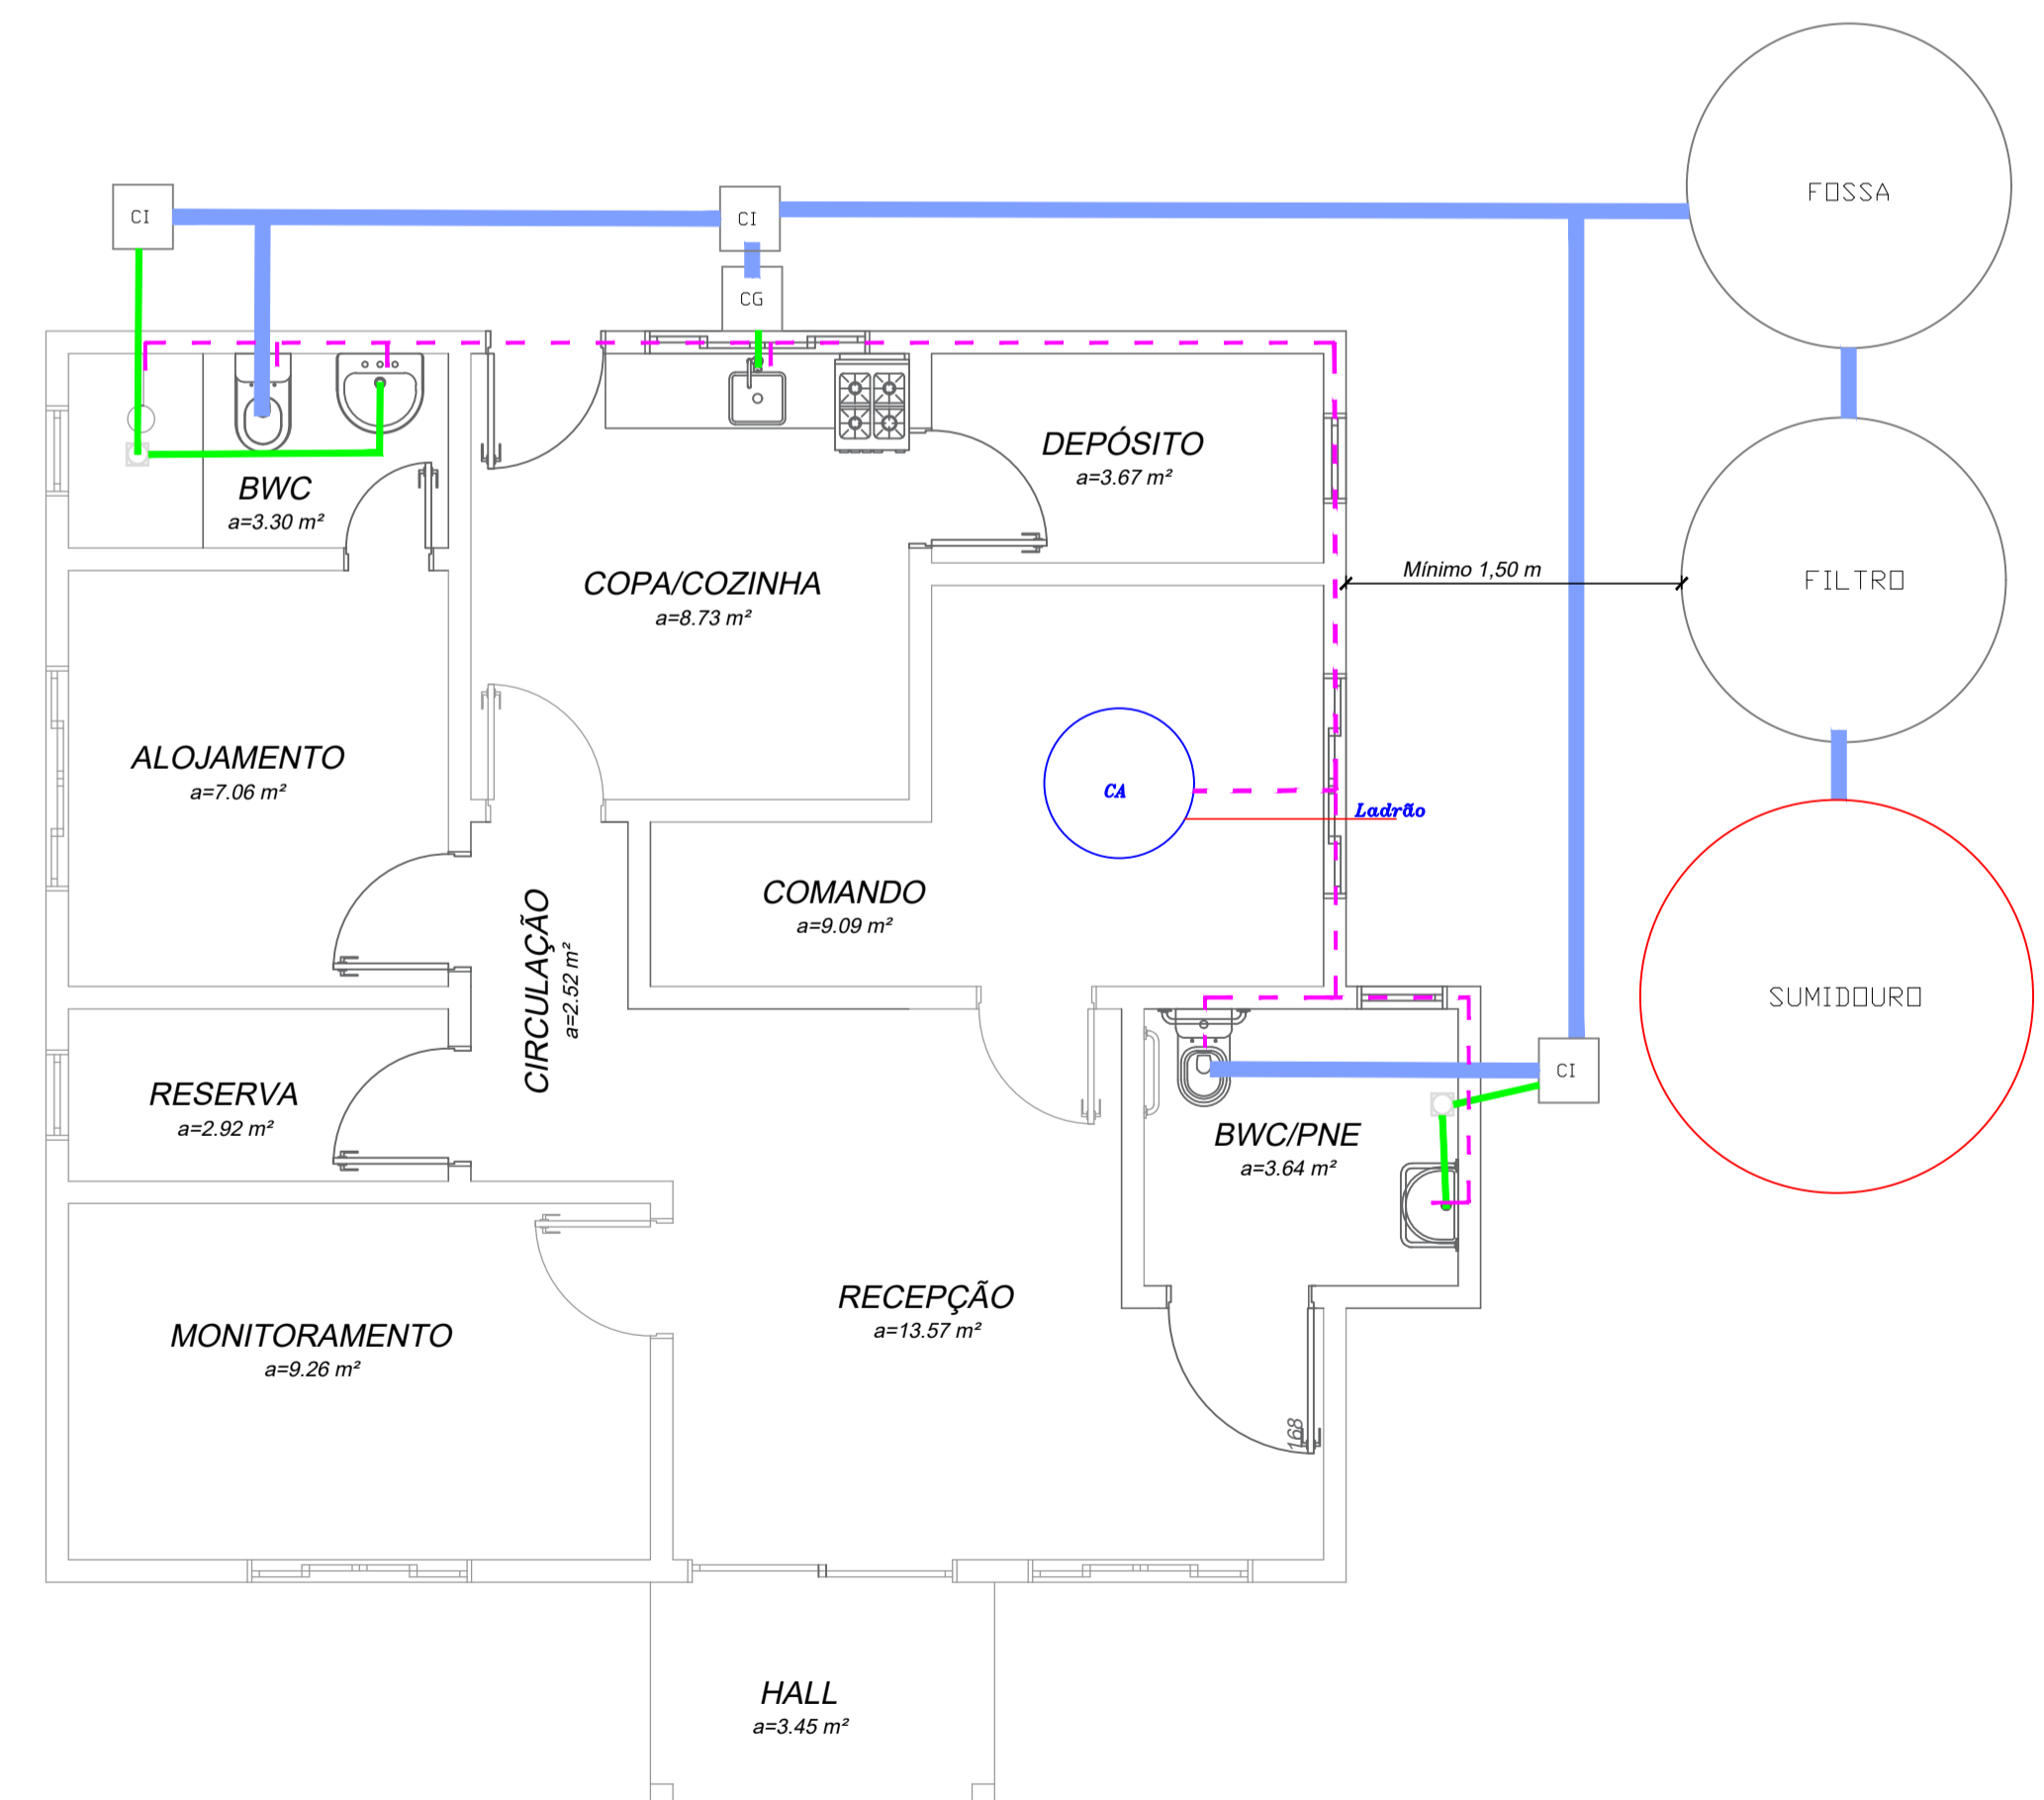 FOSSA
CI
CI
CG
DEPÓSITO
a=3.67 m²
BWC
a=3.30 m²
Mínimo 1,50 m
FILTRO
COPA/COZINHA
a=8.73 m²
ALOJAMENTO
a=7.06 m²
CA
Ladrão
COMANDO
a=9.09 m²
CIRCULAÇÃO
a=2.52 m²
SUMIDOURO
CI
RESERVA
a=2.92 m²
BWC/PNE
a=3.64 m²
RECEPÇÃO
a=13.57 m²
MONITORAMENTO
a=9.26 m²
168
HALL
a=3.45 m²